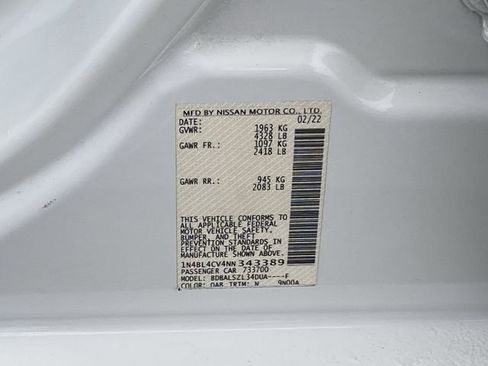 MFD BY NISSAN MOTOR CO., LTD.
DATE: 02/22
GVWR: 1963 KG
4328 LB
GAWR FR.: 1097 KG
2418 LB
GAWR RR.: 945 KG
2083 LB
THIS VEHICLE CONFORMS TO
ALL APPLICABLE FEDERAL
MOTOR VEHICLE SAFETY,
BUMPER, AND THEFT
PREVENTION STANDARDS
IN EFFECT ON THE DATE OF
MANUFACTURE SHOWN ABOVE.
1N4BL4CV4NN343389
PASSENGER CAR 733700
MODEL: BDBALSZL34DUA----F
COLOR: QAB TRIM: N 9N00A